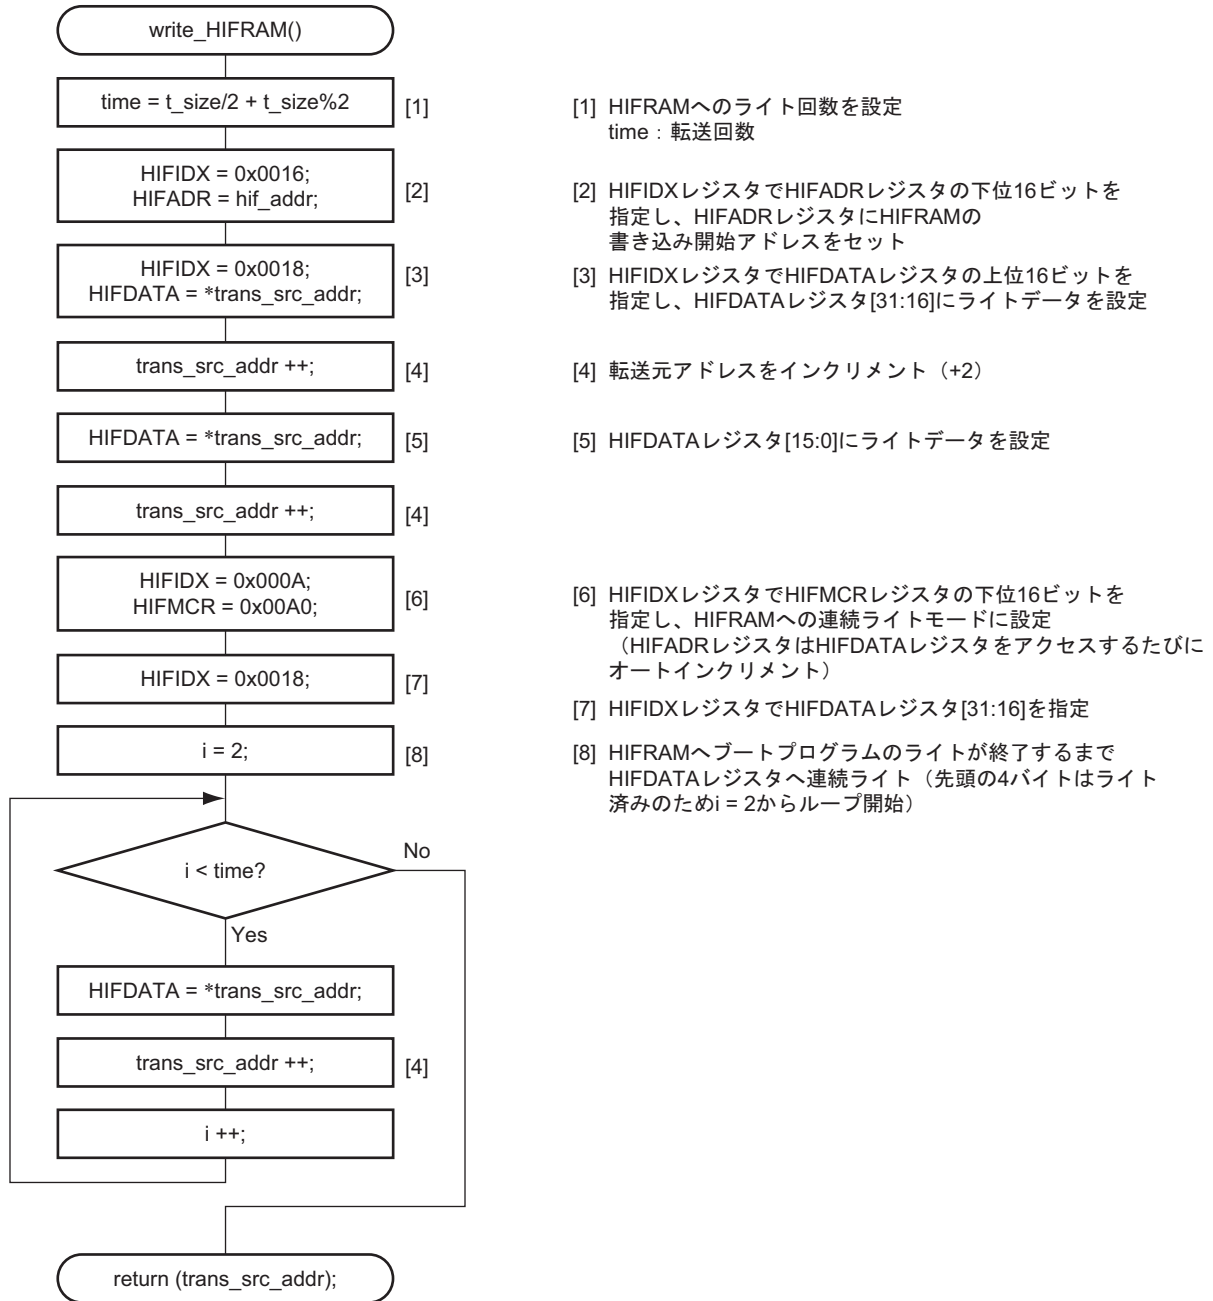 write_HIFRAM()
time = t_size/2 + t_size%2
[1]
[1] HIFRAMへのライト回数を設定
time : 転送回数
HIFIDX = 0x0016;
HIFADR = hif_addr;
[2]
[2] HIFIDXレジスタでHIFADRレジスタの下位16ビットを
指定し、HIFADRレジスタにHIFRAMの
書き込み開始アドレスをセット
HIFIDX = 0x0018;
HIFDATA = *trans_src_addr;
[3]
[3] HIFIDXレジスタでHIFDATAレジスタの上位16ビットを
指定し、HIFDATAレジスタ[31:16]にライトデータを設定
trans_src_addr ++;
[4]
[4] 転送元アドレスをインクリメント（+2）
HIFDATA = *trans_src_addr;
[5]
[5] HIFDATAレジスタ[15:0]にライトデータを設定
trans_src_addr ++;
[4]
HIFIDX = 0x000A;
HIFMCR = 0x00A0;
[6]
[6] HIFIDXレジスタでHIFMCRレジスタの下位16ビットを
指定し、HIFRAMへの連続ライトモードに設定
（HIFADRレジスタはHIFDATAレジスタをアクセスするたびに
オートインクリメント）
HIFIDX = 0x0018;
[7]
[7] HIFIDXレジスタでHIFDATAレジスタ[31:16]を指定
i = 2;
[8]
[8] HIFRAMへブートプログラムのライトが終了するまで
HIFDATAレジスタへ連続ライト（先頭の4バイトはライト
済みのためi = 2からループ開始）
i < time?
No
Yes
HIFDATA = *trans_src_addr;
trans_src_addr ++;
[4]
i ++;
return (trans_src_addr);